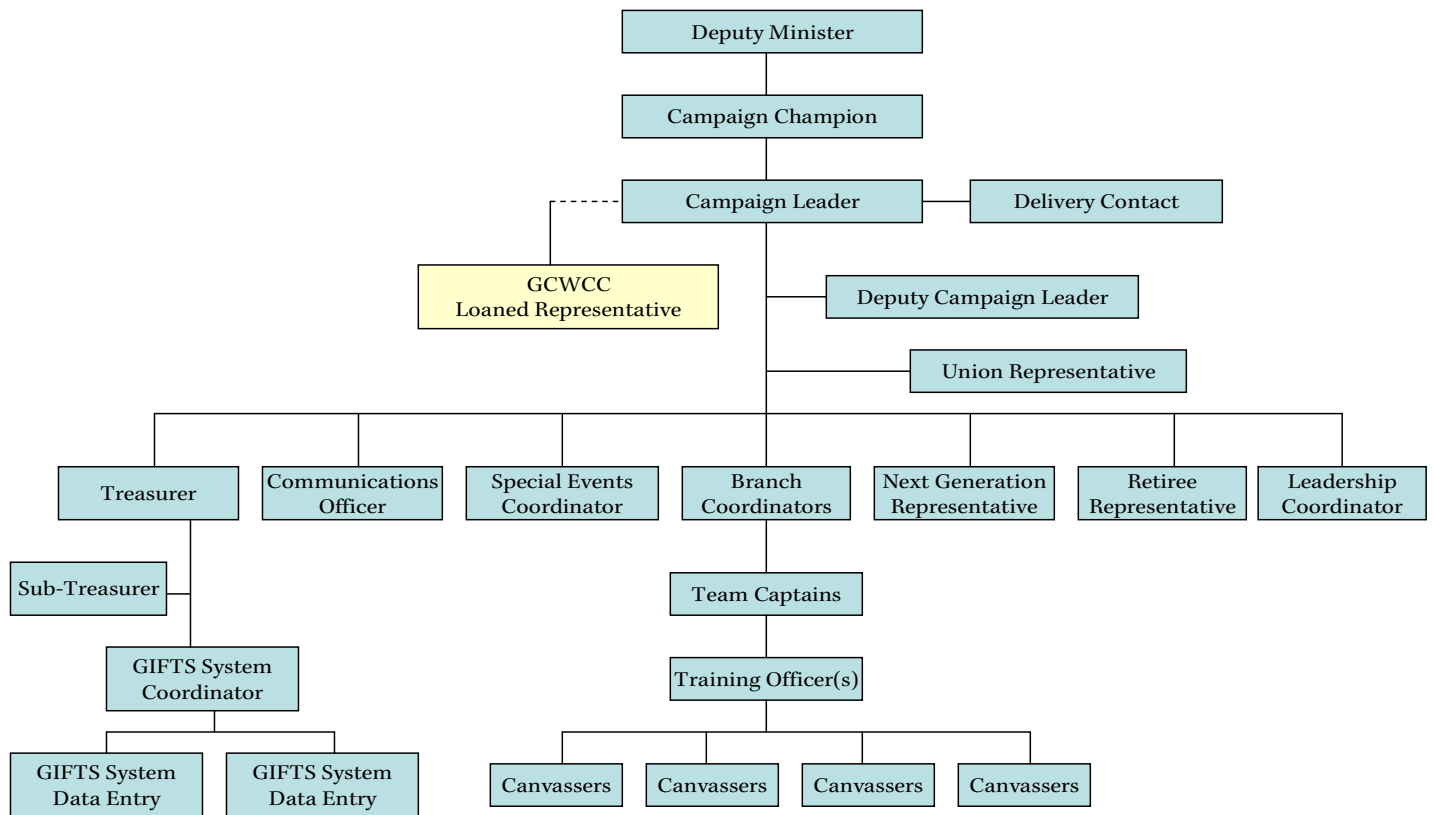 Deputy Minister
Campaign Champion
Campaign Leader
Delivery Contact
GCWCC
Loaned Representative
Deputy Campaign Leader
Union Representative
Treasurer
Communications
Officer
Special Events
Coordinator
Branch
Coordinators
Next Generation
Representative
Retiree
Representative
Leadership
Coordinator
Sub-Treasurer
Team Captains
GIFTS System
Coordinator
Training Officer(s)
GIFTS System
Data Entry
GIFTS System
Data Entry
Canvassers
Canvassers
Canvassers
Canvassers